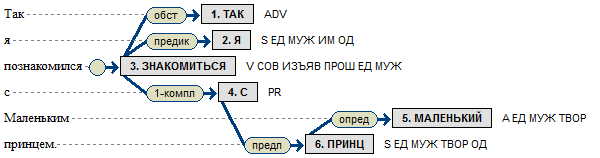 Так обст 1. ТАК ADV
я предик 2. Я S ЕД МУЖ ИМ ОД
познакомился 3. ЗНАКОМИТЬСЯ V СОВ ИЗЪЯВ ПРОШ ЕД МУЖ
с 1-компл 4. С PR
Маленьким опред 5. МАЛЕНЬКИЙ A ЕД МУЖ ТВОР
принцем. предл 6. ПРИНЦ S ЕД МУЖ ТВОР ОД